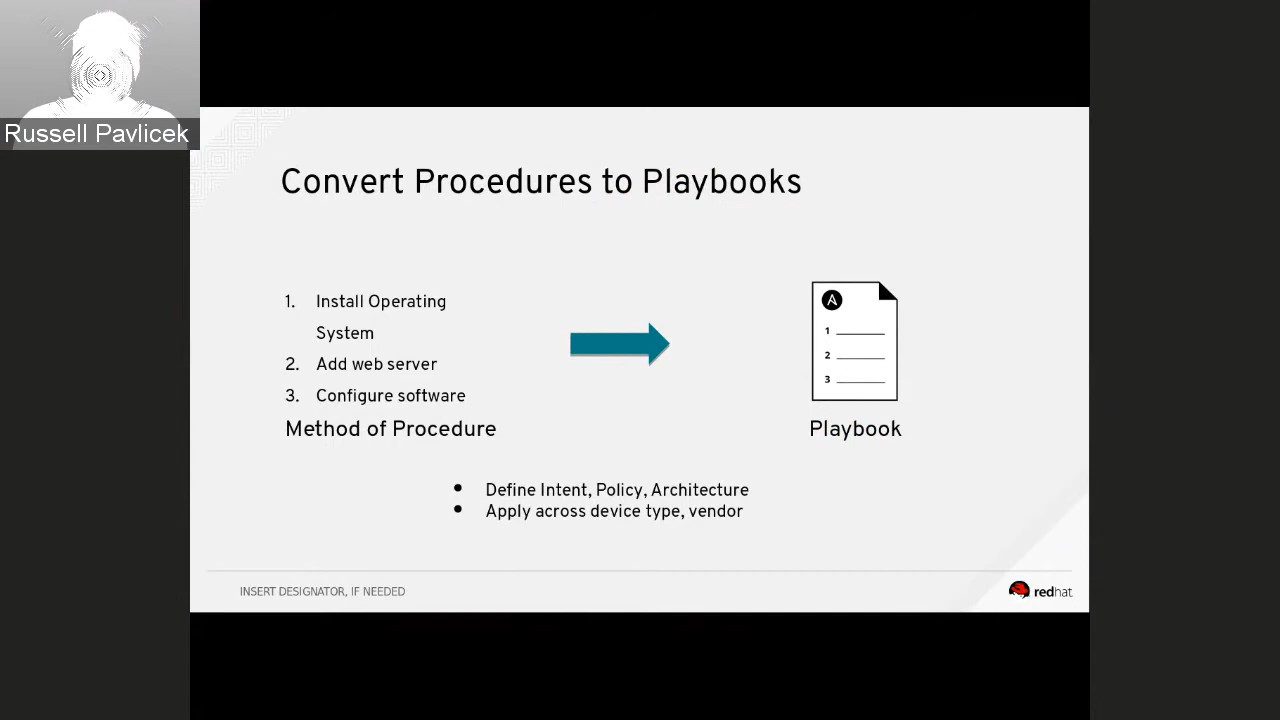 Russell Pavlicek
Convert Procedures to Playbooks
1. Install Operating
System
2. Add web server
3. Configure software
Method of Procedure
A
1
2
3
Playbook
• Define Intent, Policy, Architecture
• Apply across device type, vendor
INSERT DESIGNATOR, IF NEEDED
redhat